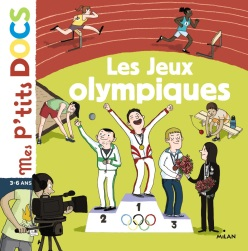 Mes P'tits DOCS
3-6 ANS
Les Jeux
olympiques
2 1 3
MILAN